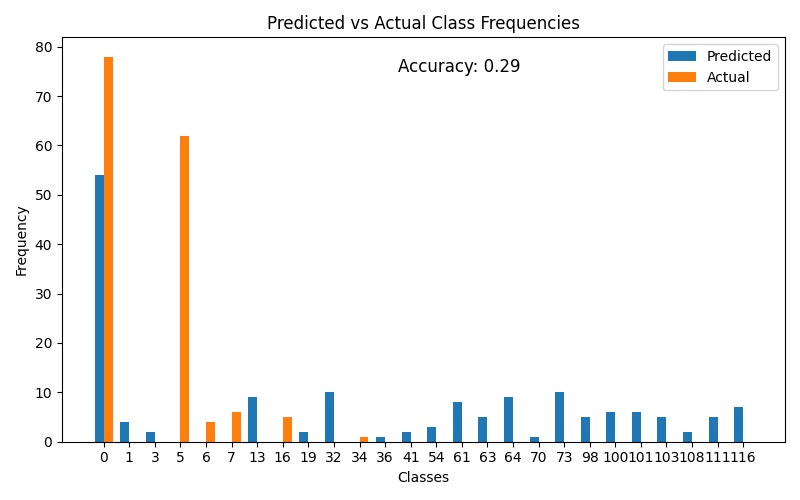 Predicted vs Actual Class Frequencies
Accuracy: 0.29
Predicted
Actual
Frequency
80
70
60
50
40
30
20
10
0
0 1 3 5 6 7 13 16 19 32 34 36 41 54 61 63 64 70 73 98 100 101 103 108 111 116
Classes